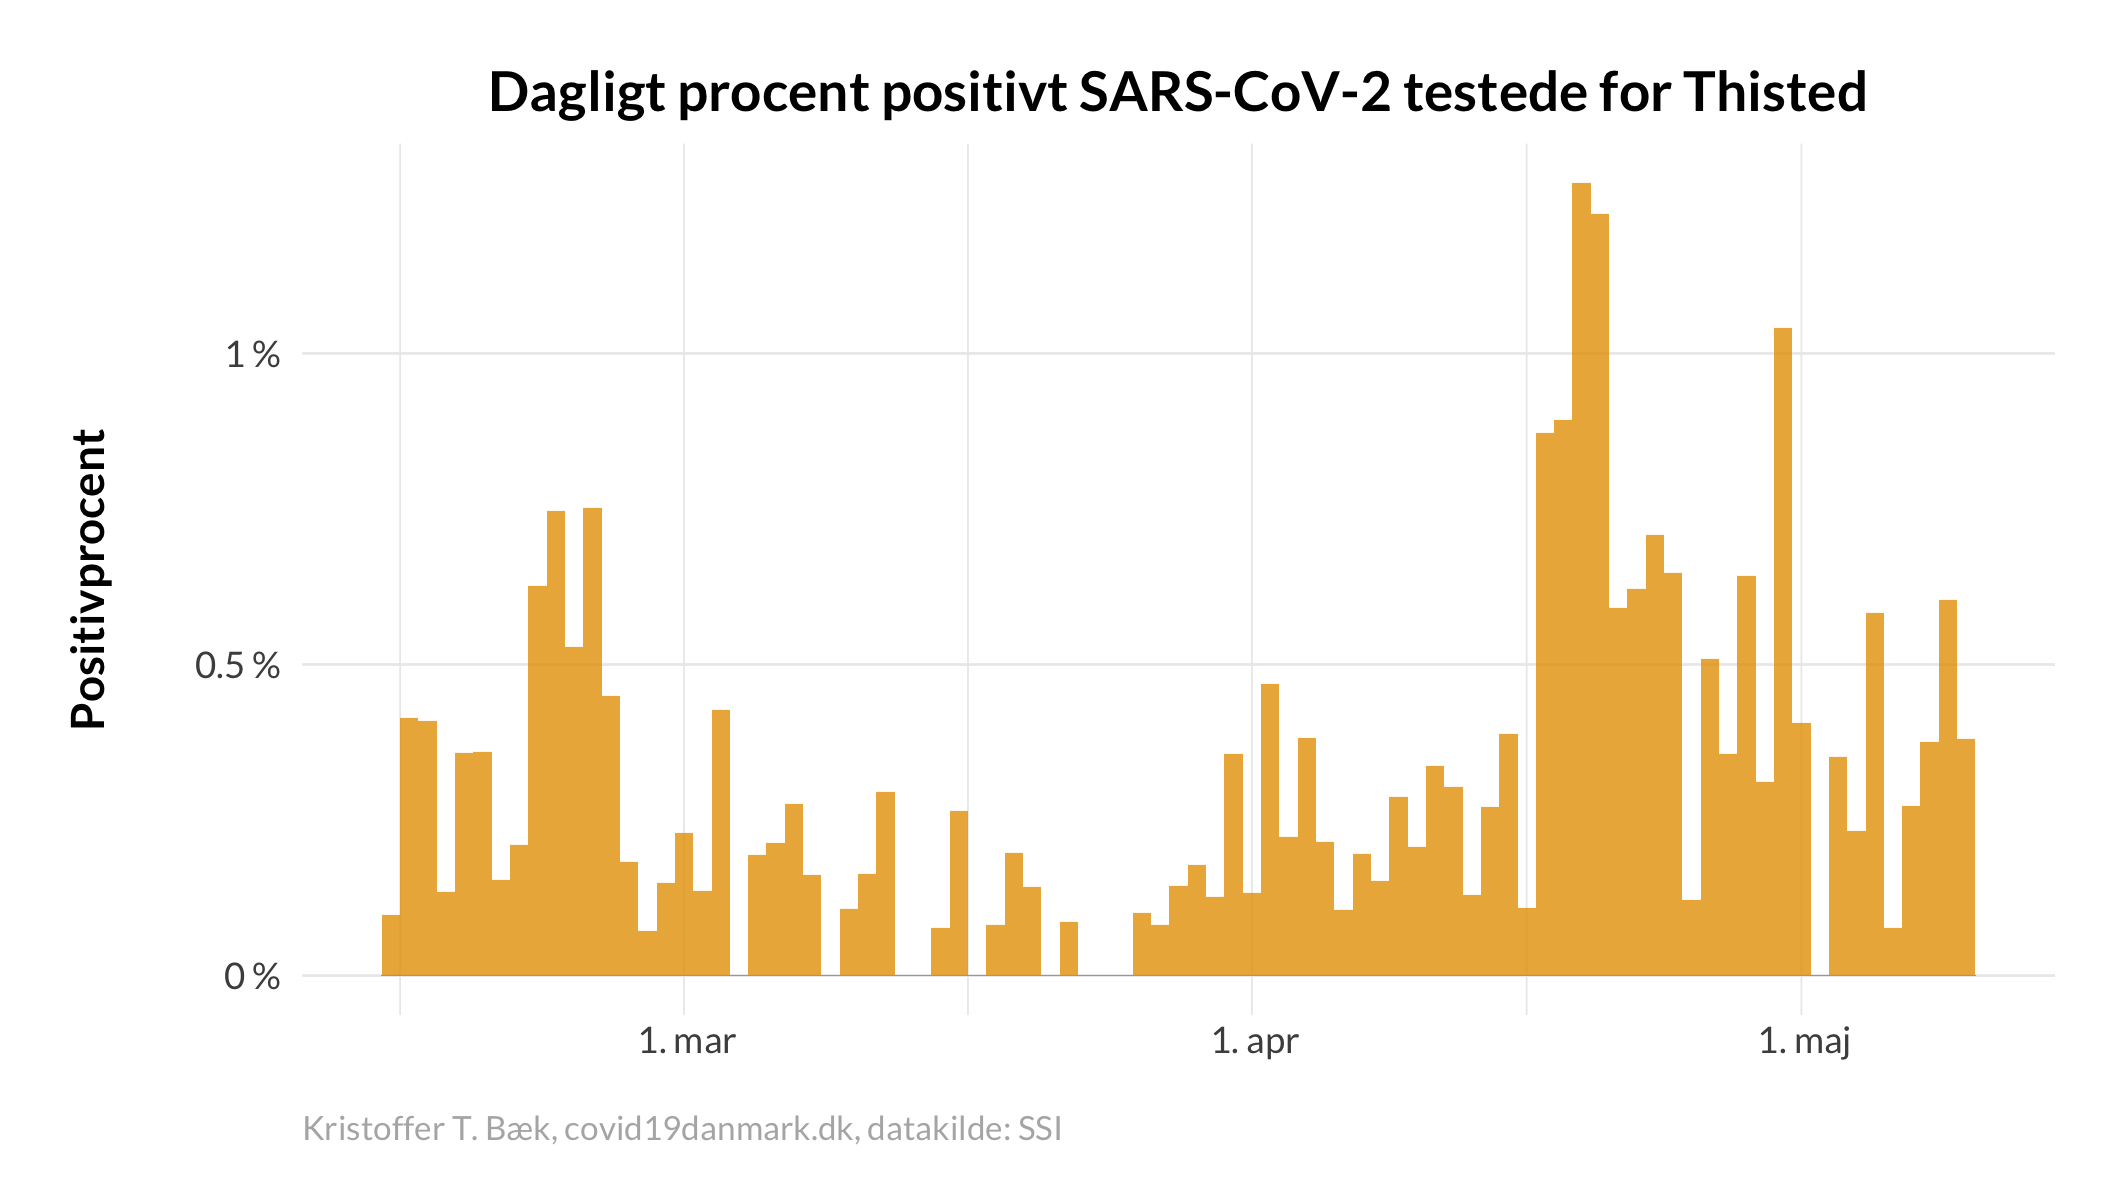 Dagligt procent positivt SARS-CoV-2 testede for Thisted
Positivprocent
1 %
0.5 %
0 %
1. mar
1. apr
1. maj
Kristoffer T. Bæk, covid19danmark.dk, datakilde: SSI